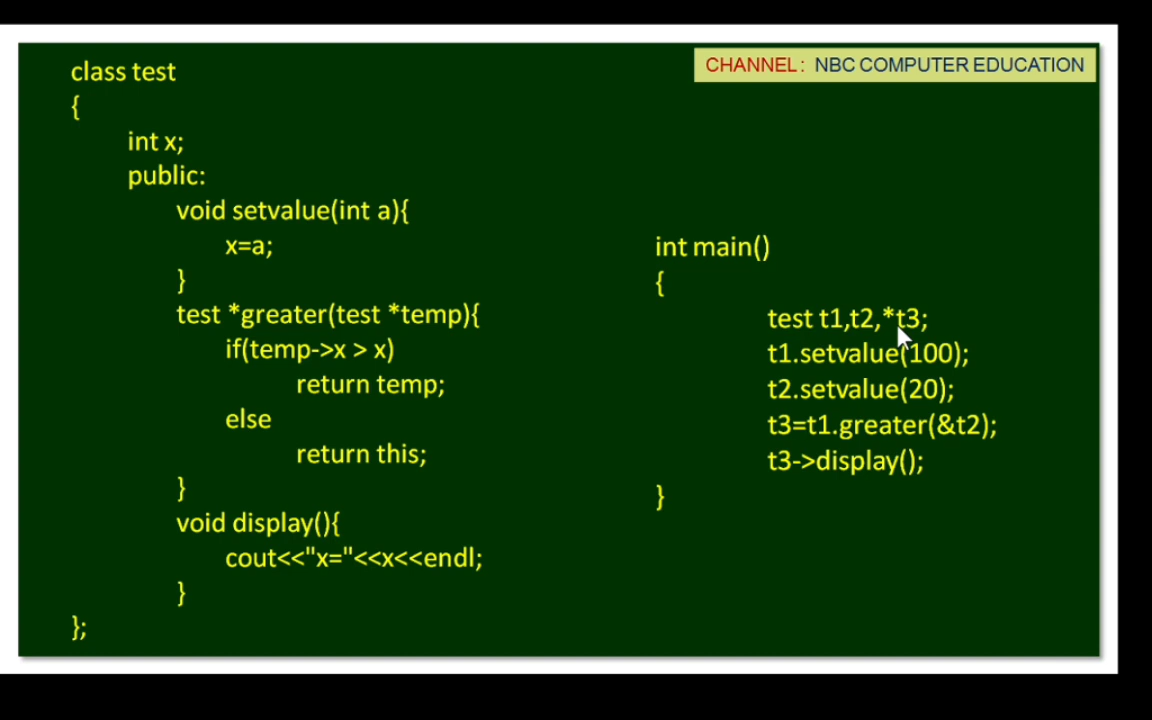 CHANNEL: NBC COMPUTER EDUCATION
class test
{
int x;
public:
void setvalue(int a){
x=a;
}
test *greater(test *temp){
if(temp->x > x)
return temp;
else
return this;
}
void display(){
cout<<"x="<<x<<endl;
}
};
int main()
{
test t1,t2,*t3;
t1.setvalue(100);
t2.setvalue(20);
t3=t1.greater(&t2);
t3->display();
}